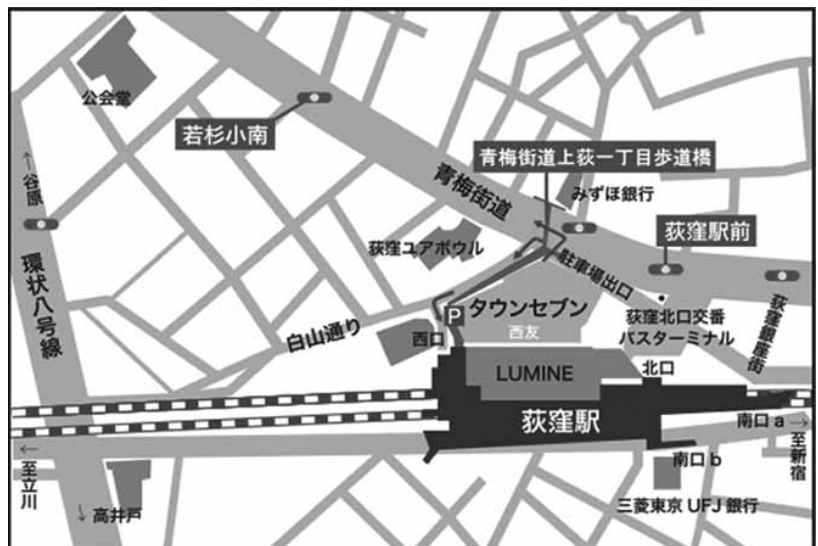 公会堂
若杉小南
青梅街道上荻一丁目歩道橋
みずほ銀行
青梅街道
↑谷原
環状八号線
荻窪ユアボウル
荻窪駅前
駐車場出口
P
タウンセブン
西友
荻窪北口交番
バスターミナル
荻窪銀座街
白山通り
西口
LUMINE
北口
荻窪駅
南口 a
→至新宿
←至立川
南口 b
↓高井戸
三菱東京 UFJ 銀行